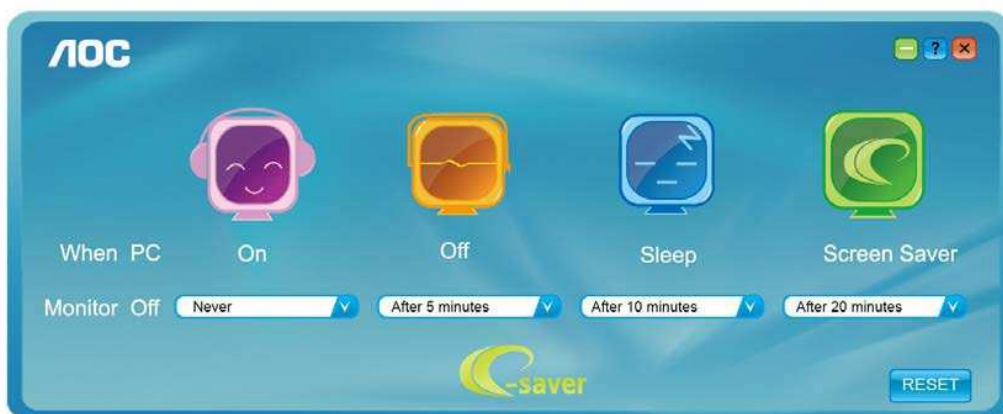 AOC
?
When PC On Off Sleep Screen Saver
Monitor Off Never After 5 minutes After 10 minutes After 20 minutes
e-saver
RESET